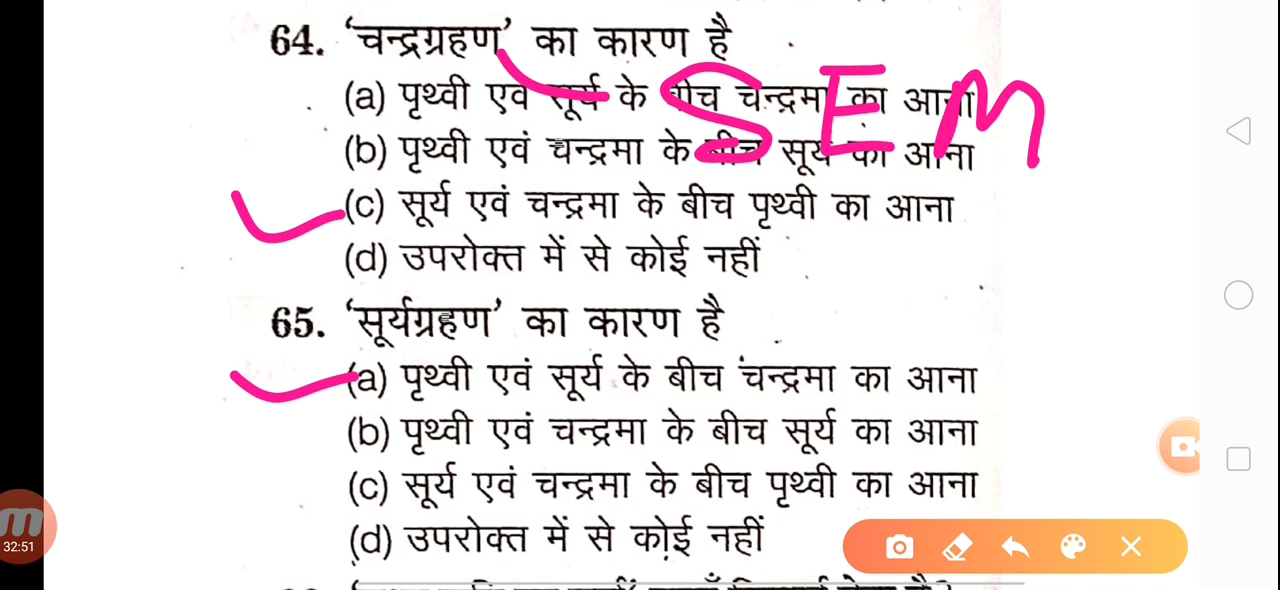 64. 'चन्द्रग्रहण' का कारण है
(a) पृथ्वी एवं सूर्य के बीच चन्द्रमा का आना
SEM
(b) पृथ्वी एवं चन्द्रमा के बीच सूर्य का आना
(c) सूर्य एवं चन्द्रमा के बीच पृथ्वी का आना
(d) उपरोक्त में से कोई नहीं
65. 'सूर्यग्रहण' का कारण है
(a) पृथ्वी एवं सूर्य के बीच चन्द्रमा का आना
(b) पृथ्वी एवं चन्द्रमा के बीच सूर्य का आना
(c) सूर्य एवं चन्द्रमा के बीच पृथ्वी का आना
(d) उपरोक्त में से कोई नहीं
32:51